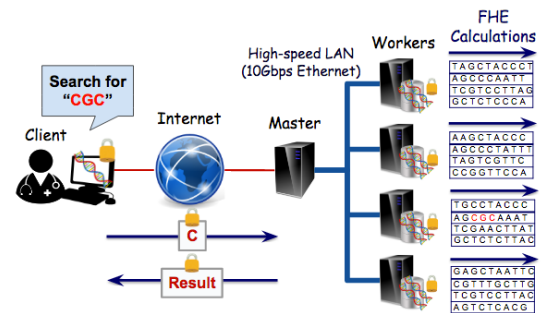 FHE
Calculations
Workers
High-speed LAN
(10Gbps Ethernet)
Search for
“CGC”
Client
Internet
Master
C
Result
TAGCTACCCT
AGCCCAATT
TCGTCCTTAG
GCTCTCCCA
AAGCTACCC
AGCCCTATTT
TAGTCGTTC
CCGGTTCCA
TGCCTACCC
AGCGCAAAT
TCGAACTTAT
GCTCTCTTAC
GAGCTAATTC
CGTTTGCTTG
TCGTCCTTAC
AGTCTCACG